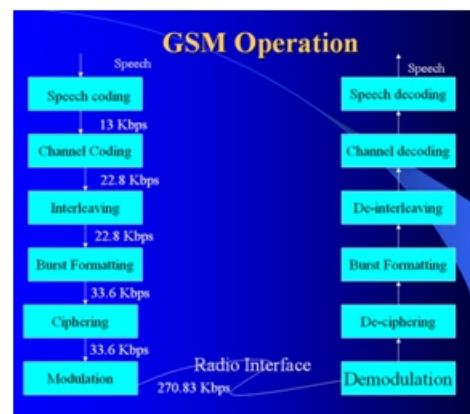 GSM Operation
Speech
Speech coding
13 Kbps
Channel Coding
22.8 Kbps
Interleaving
22.8 Kbps
Burst Formatting
33.6 Kbps
Ciphering
33.6 Kbps
Modulation
Radio Interface
270.83 Kbps
Speech
Speech decoding
Channel decoding
De-interleaving
Burst Formatting
De-ciphering
Demodulation